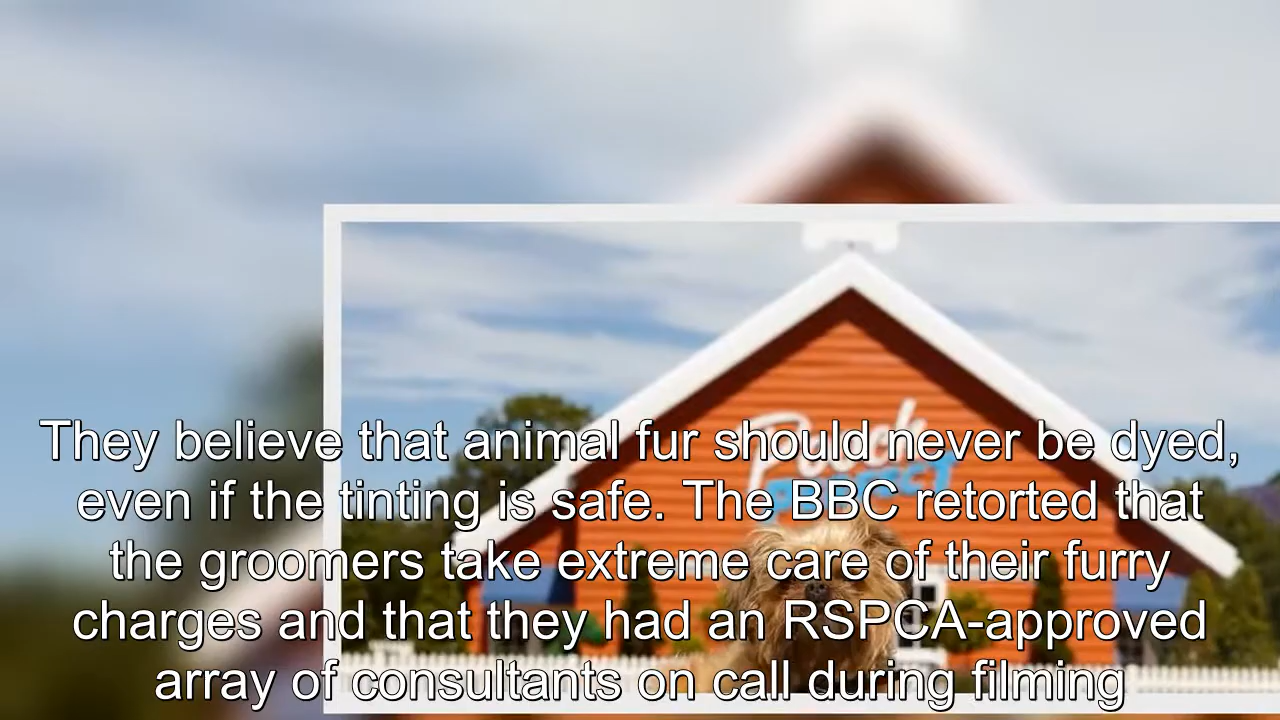 Pooch
PERFECT
They believe that animal fur should never be dyed,
even if the tinting is safe. The BBC retorted that
the groomers take extreme care of their furry
charges and that they had an RSPCA-approved
array of consultants on call during filming